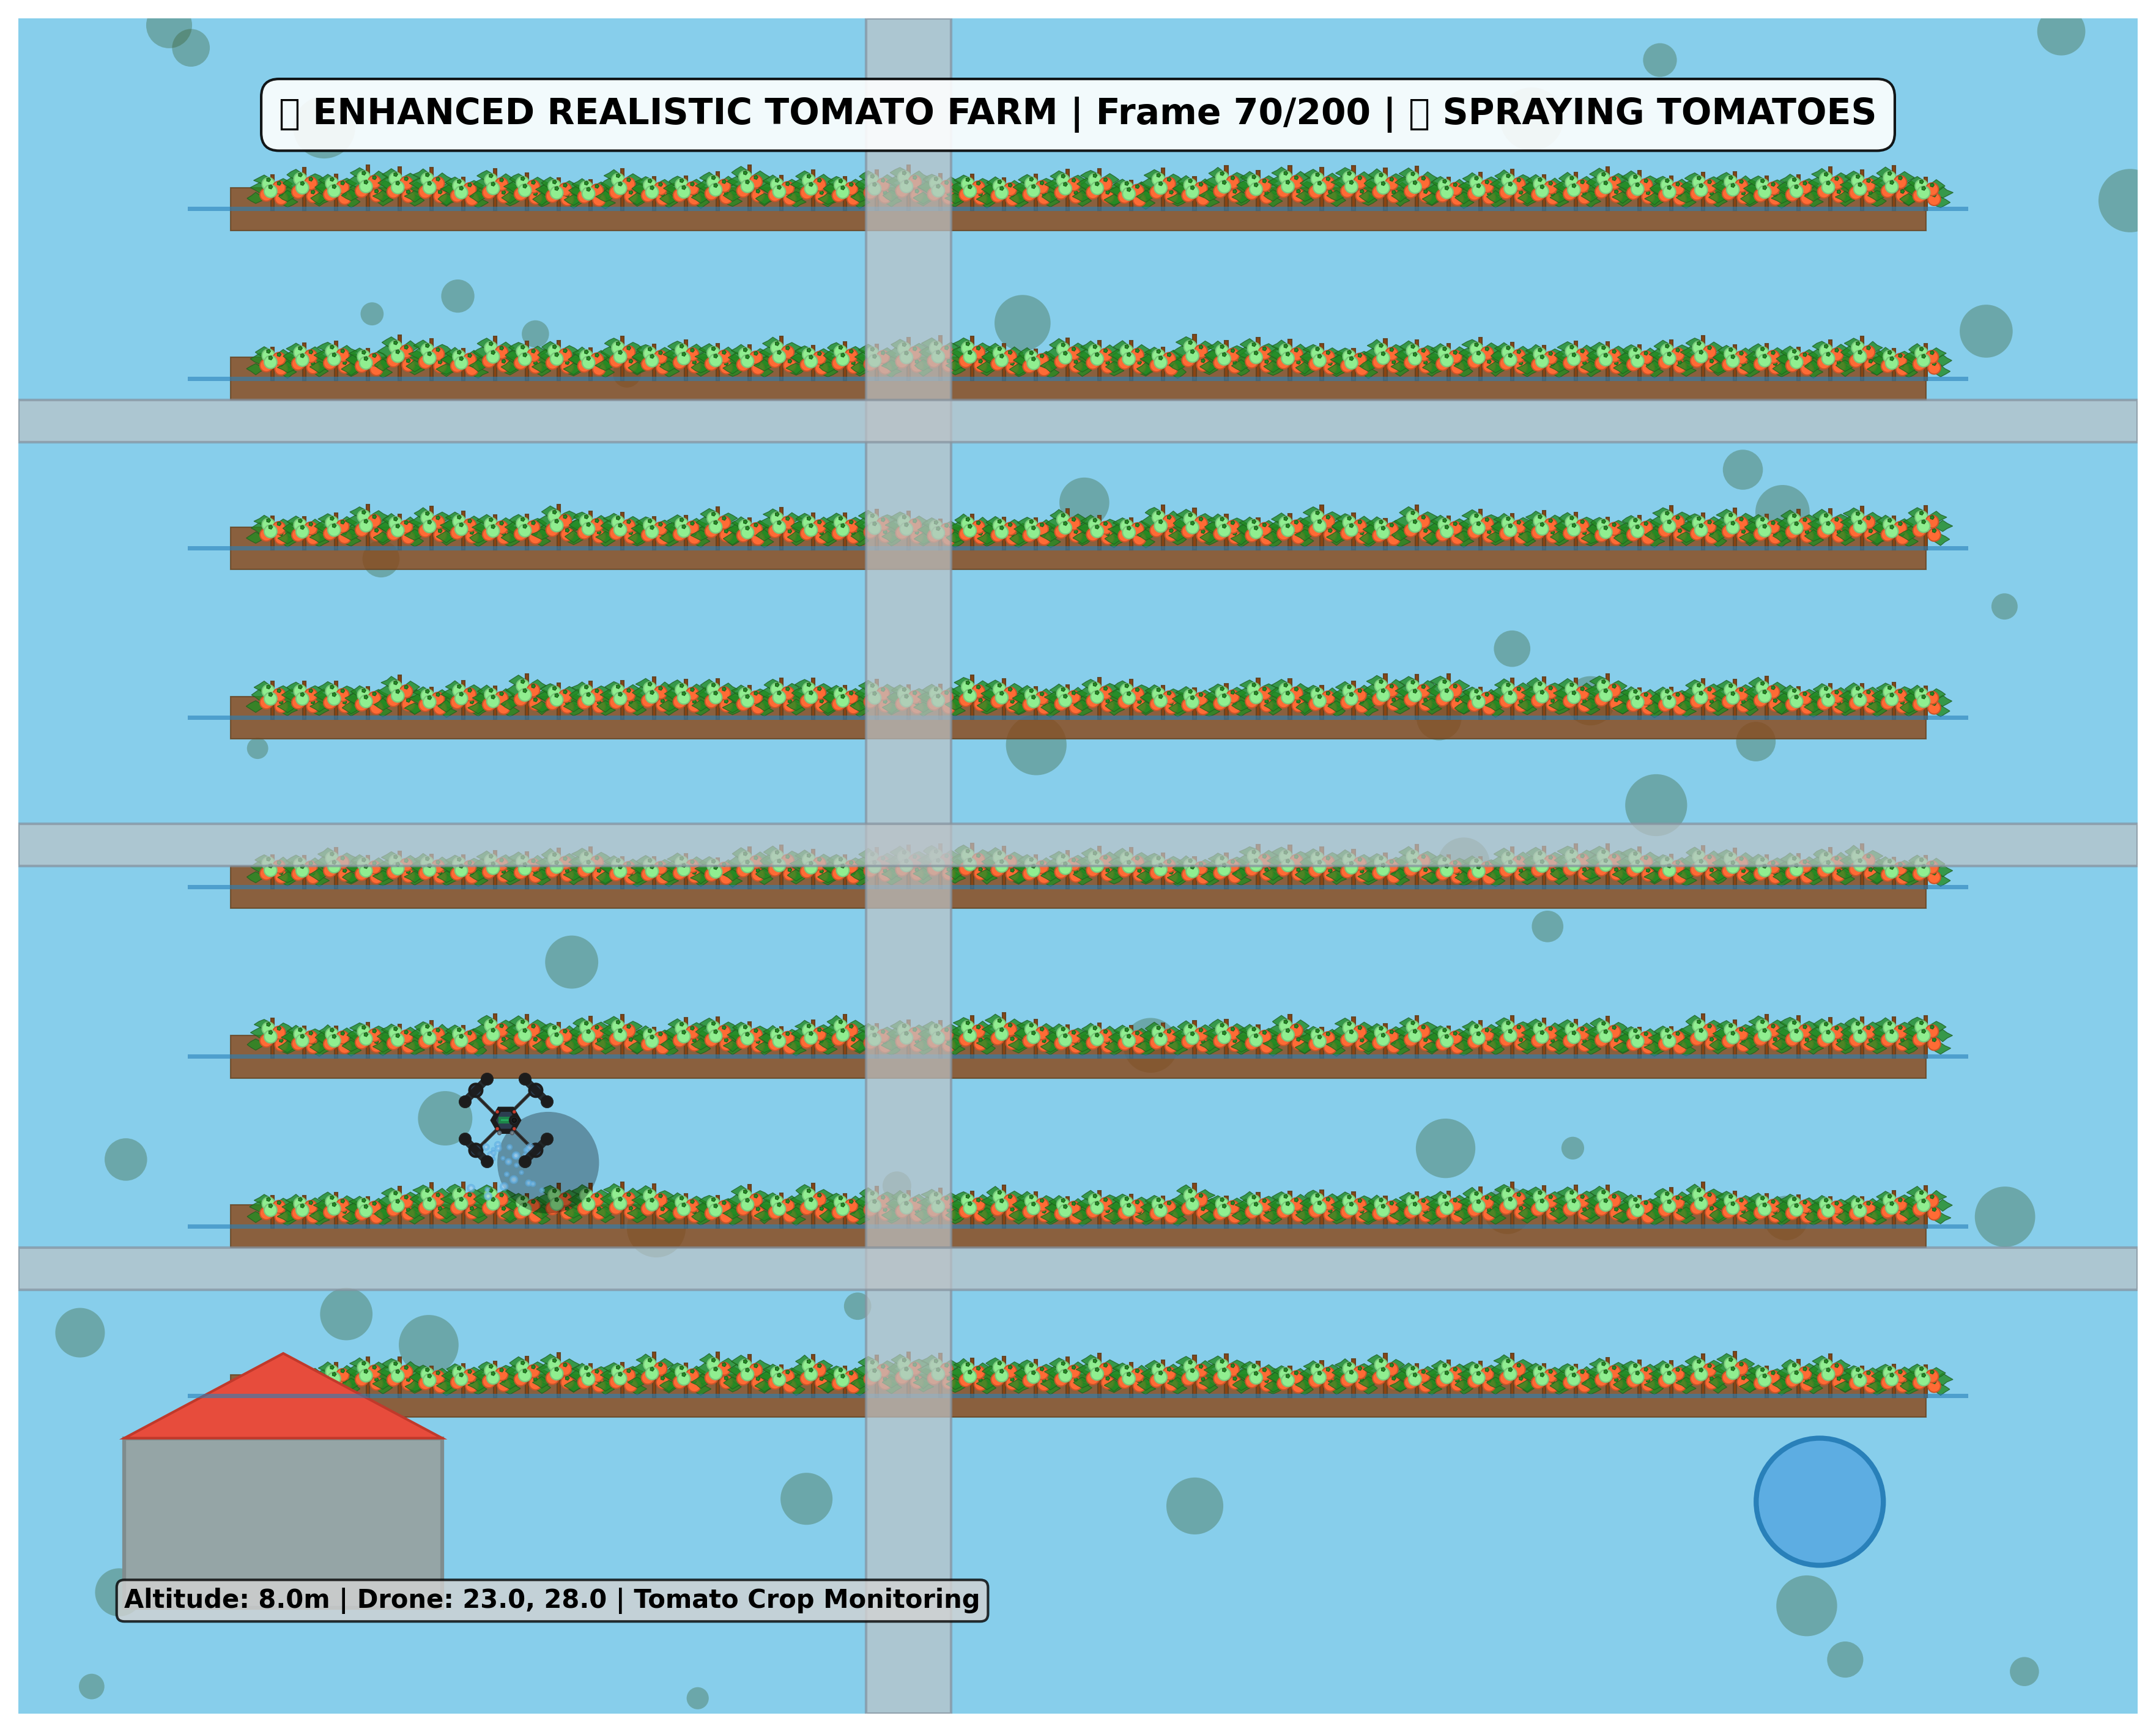 ▯ ENHANCED REALISTIC TOMATO FARM | Frame 70/200 | ▯ SPRAYING TOMATOES
Altitude: 8.0m | Drone: 23.0, 28.0 | Tomato Crop Monitoring